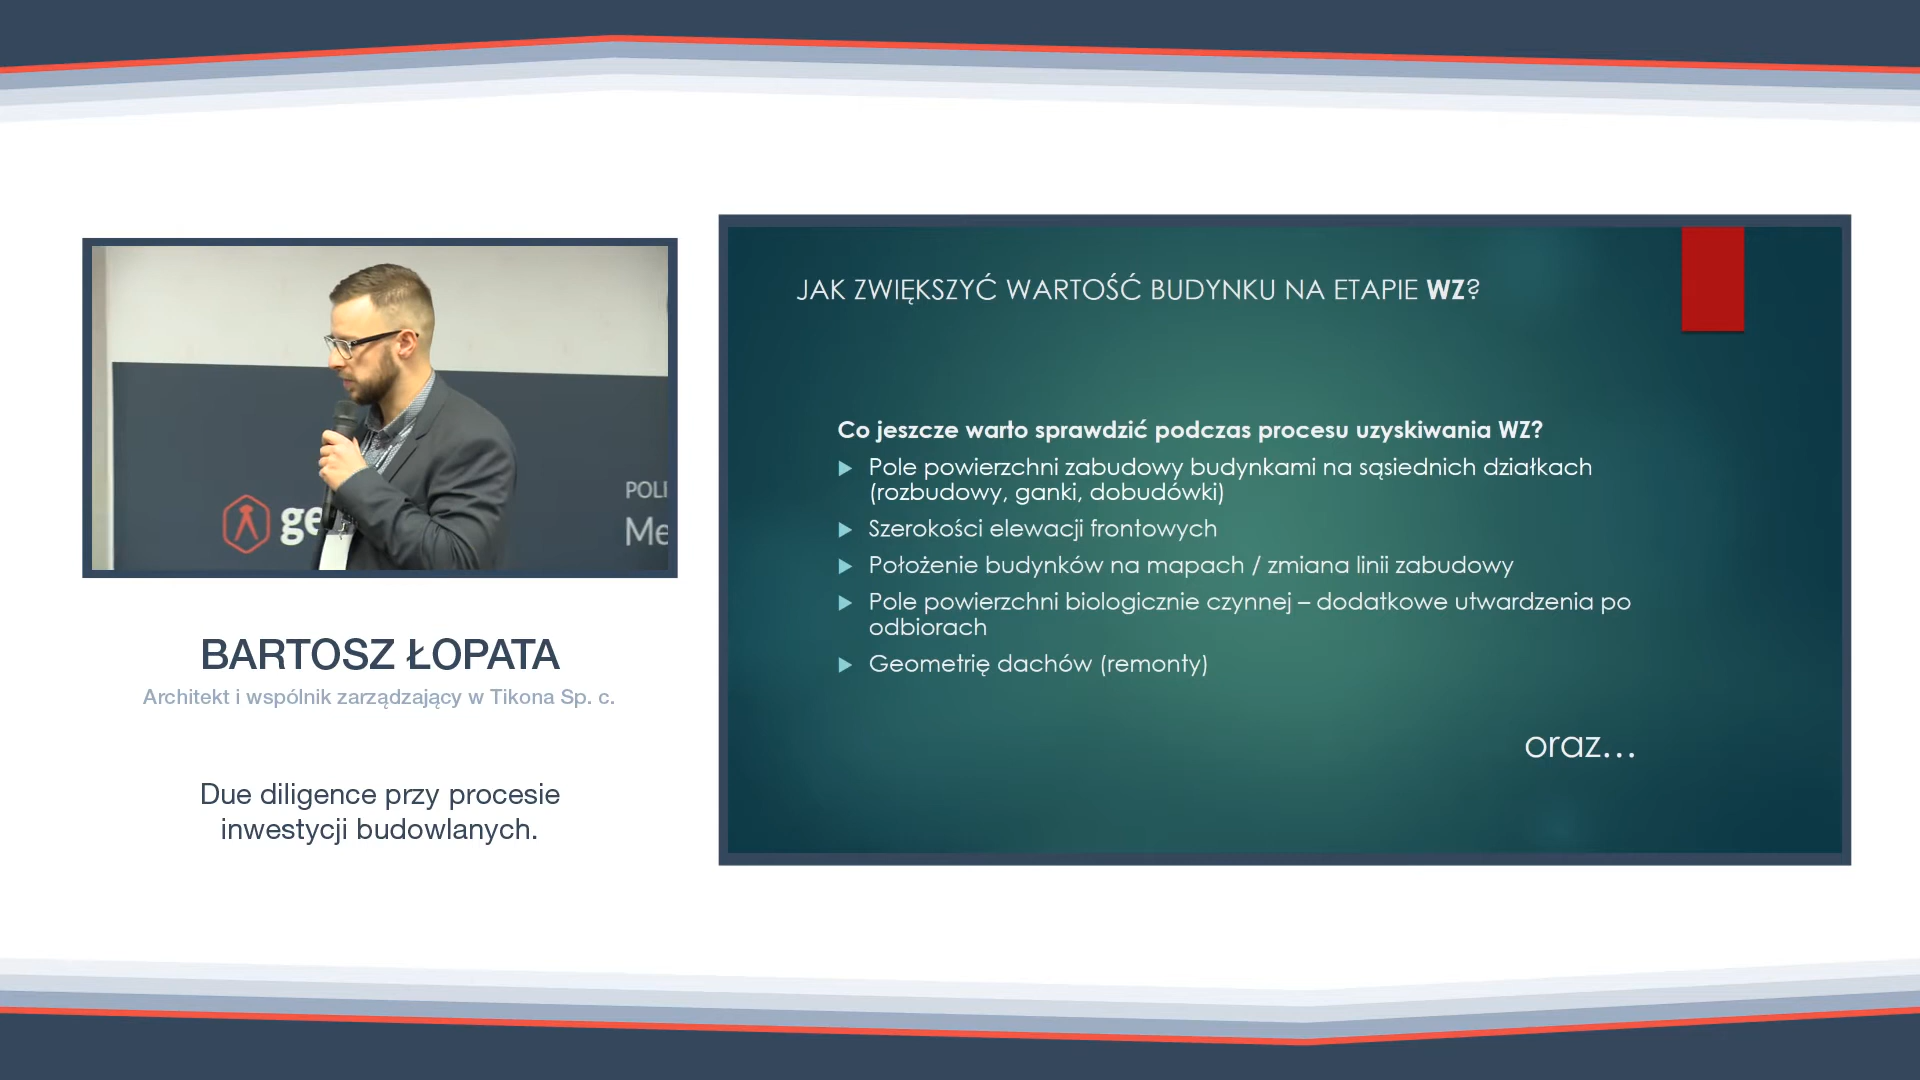 JAK ZWIĘKSZYĆ WARTOŚĆ BUDYNKU NA ETAPIE WZ?
Co jeszcze warto sprawdzić podczas procesu uzyskiwania WZ?
Pole powierzchni zabudowy budynkami na sąsiednich działkach
(rozbudowy, ganki, dobudówki)
Szerokości elewacji frontowych
Położenie budynków na mapach / zmiana linii zabudowy
Pole powierzchni biologicznie czynnej – dodatkowe utwardzenia po
odbiorach
Geometrię dachów (remonty)
oraz...
ge
POLI
Me
BARTOSZ ŁOPATA
Architekt i wspólnik zarządzający w Tikona Sp. c.
Due diligence przy procesie
inwestycji budowlanych.